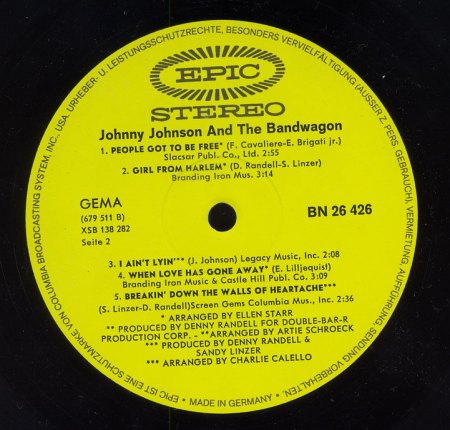 COLUMBIA BROADCASTING SYSTEM, INC., USA. URHEBER- U. LEISTUNGSSCHUTZRECHTE, BESONDERS VERVIELFÄLTIGUNG (AUSSER Z. PERS. GEBRAUCH), VERMIETUNG AUFFÜHRUNG, SENDUNG VORBEHALTEN.
EPIC
STEREO
Johnny Johnson And The Bandwagon
1. PEOPLE GOT TO BE FREE* (F. Cavaliere-E. Brigati jr.)
Slacsar Publ. Co., Ltd. 2:55
2. GIRL FROM HARLEM* (D. Randell-S. Linzer)
Branding Iron Mus. 3:14
GEMA
(679 511 B)
XSB 138 282
Seite 2
BN 26 426
3. I AIN'T LYIN'** (J. Johnson) Legacy Music, Inc. 2:08
4. WHEN LOVE HAS GONE AWAY* (E. Lilljequist)
Branding Iron Music & Castle Hill Publ. Co. 3:09
5. BREAKIN' DOWN THE WALLS OF HEARTACHE***
(S. Linzer-D. Randell)Screen Gems Columbia Mus., Inc. 2:36
* ARRANGED BY ELLEN STARR
** PRODUCED BY DENNY RANDELL FOR DOUBLE-BAR-R
PRODUCTION CORP. - **ARRANGED BY ARTIE SCHROECK
*** PRODUCED BY DENNY RANDELL &
SANDY LINZER
*** ARRANGED BY CHARLIE CALELLO
EPIC IST EINE SCHUTZMARKE VON
• MADE IN GERMANY •